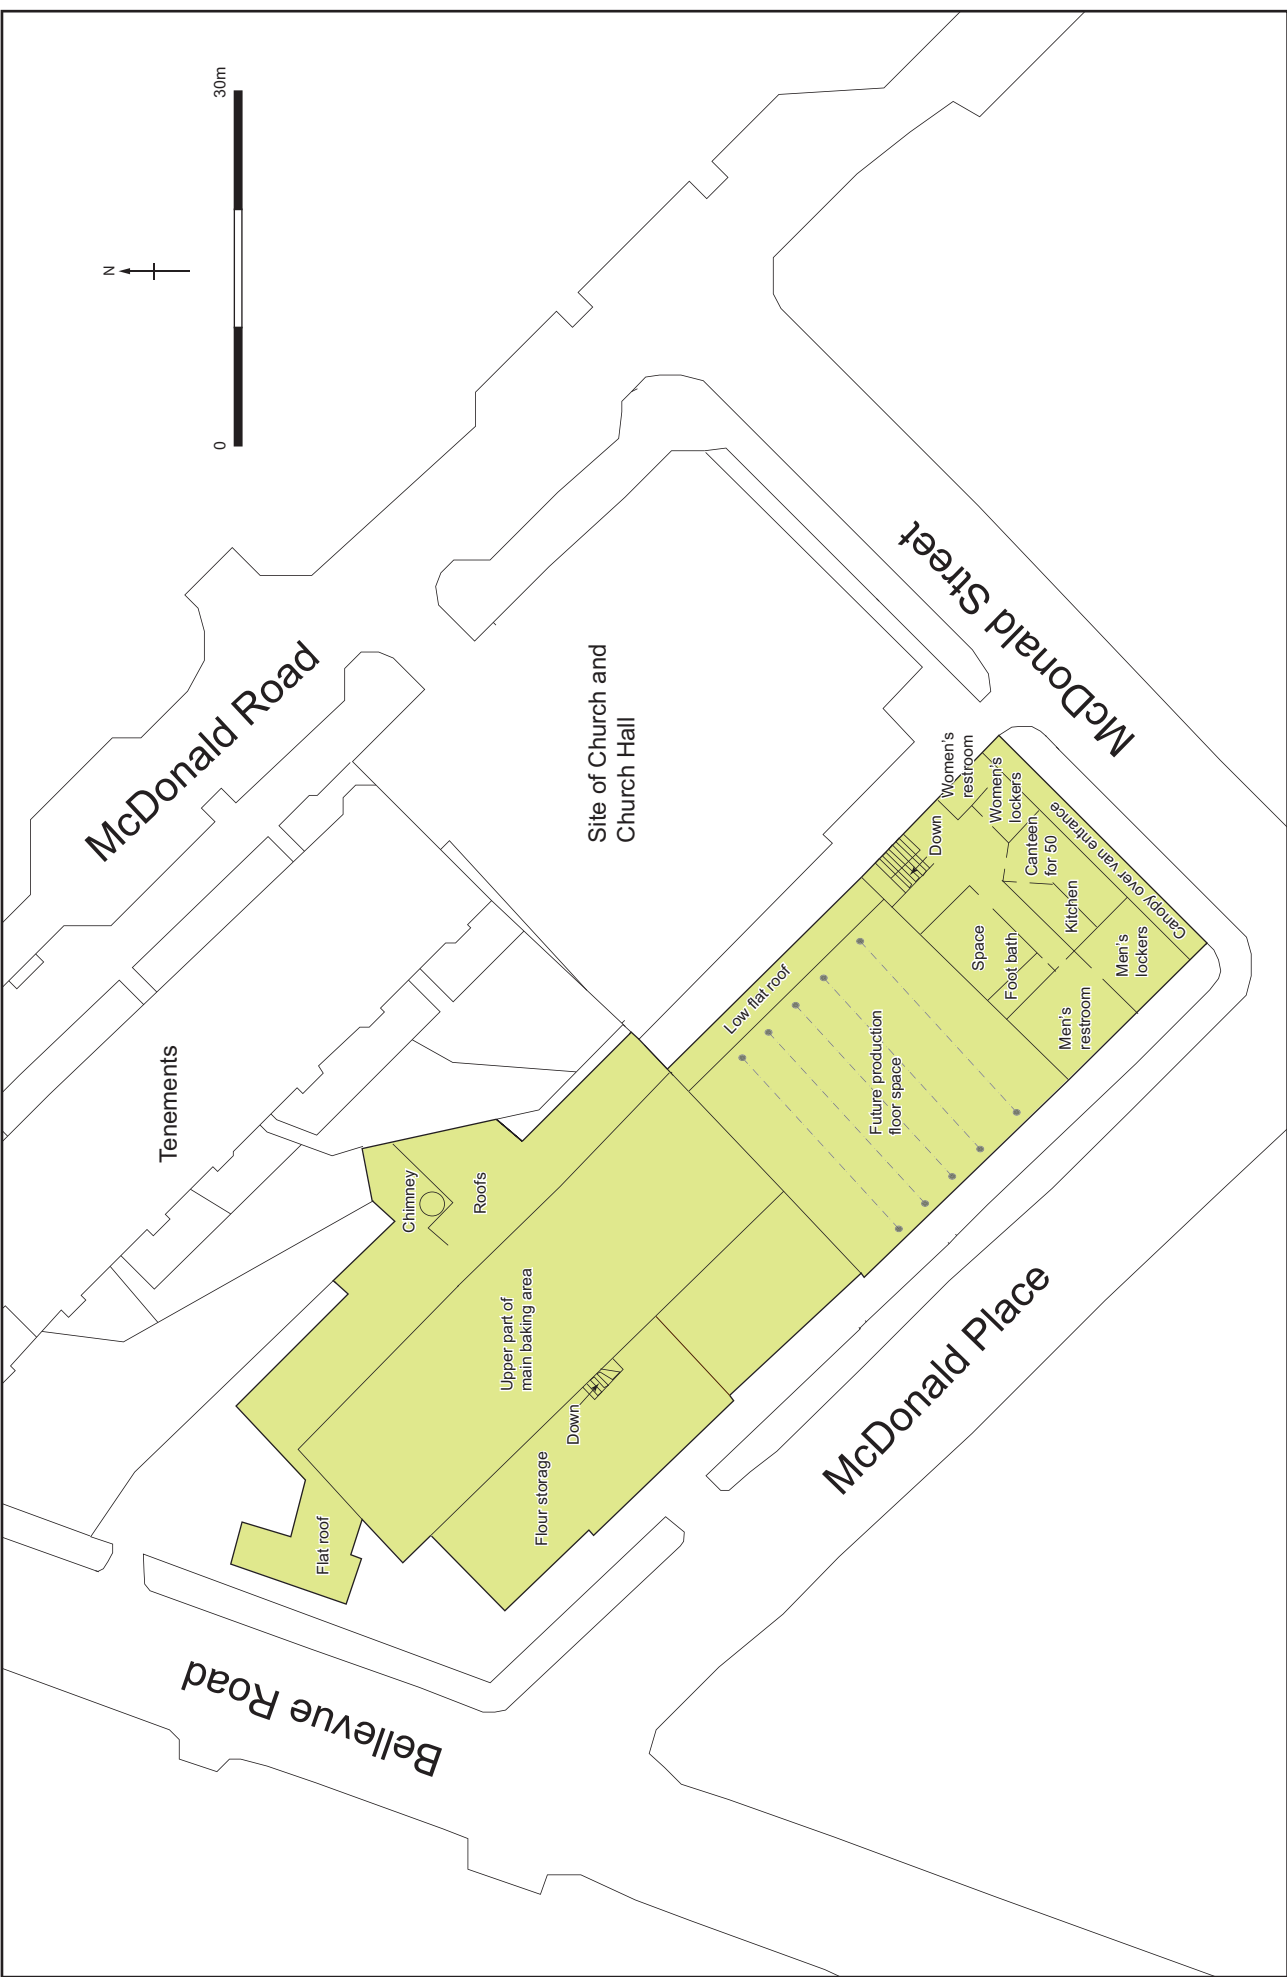 N
0
30m
McDonald Road
Tenements
Site of Church and
Church Hall
McDonald Street
Bellevue Road
McDonald Place
Flat roof
Chimney
Roofs
Upper part of
main baking area
Down
Flour storage
Low flat roof
Future production
floor space
Down
Women's
restroom
Women's
lockers
Canteen
for 50
Kitchen
Space
Foot bath
Men's
restroom
Men's
lockers
Canopy over van entrance